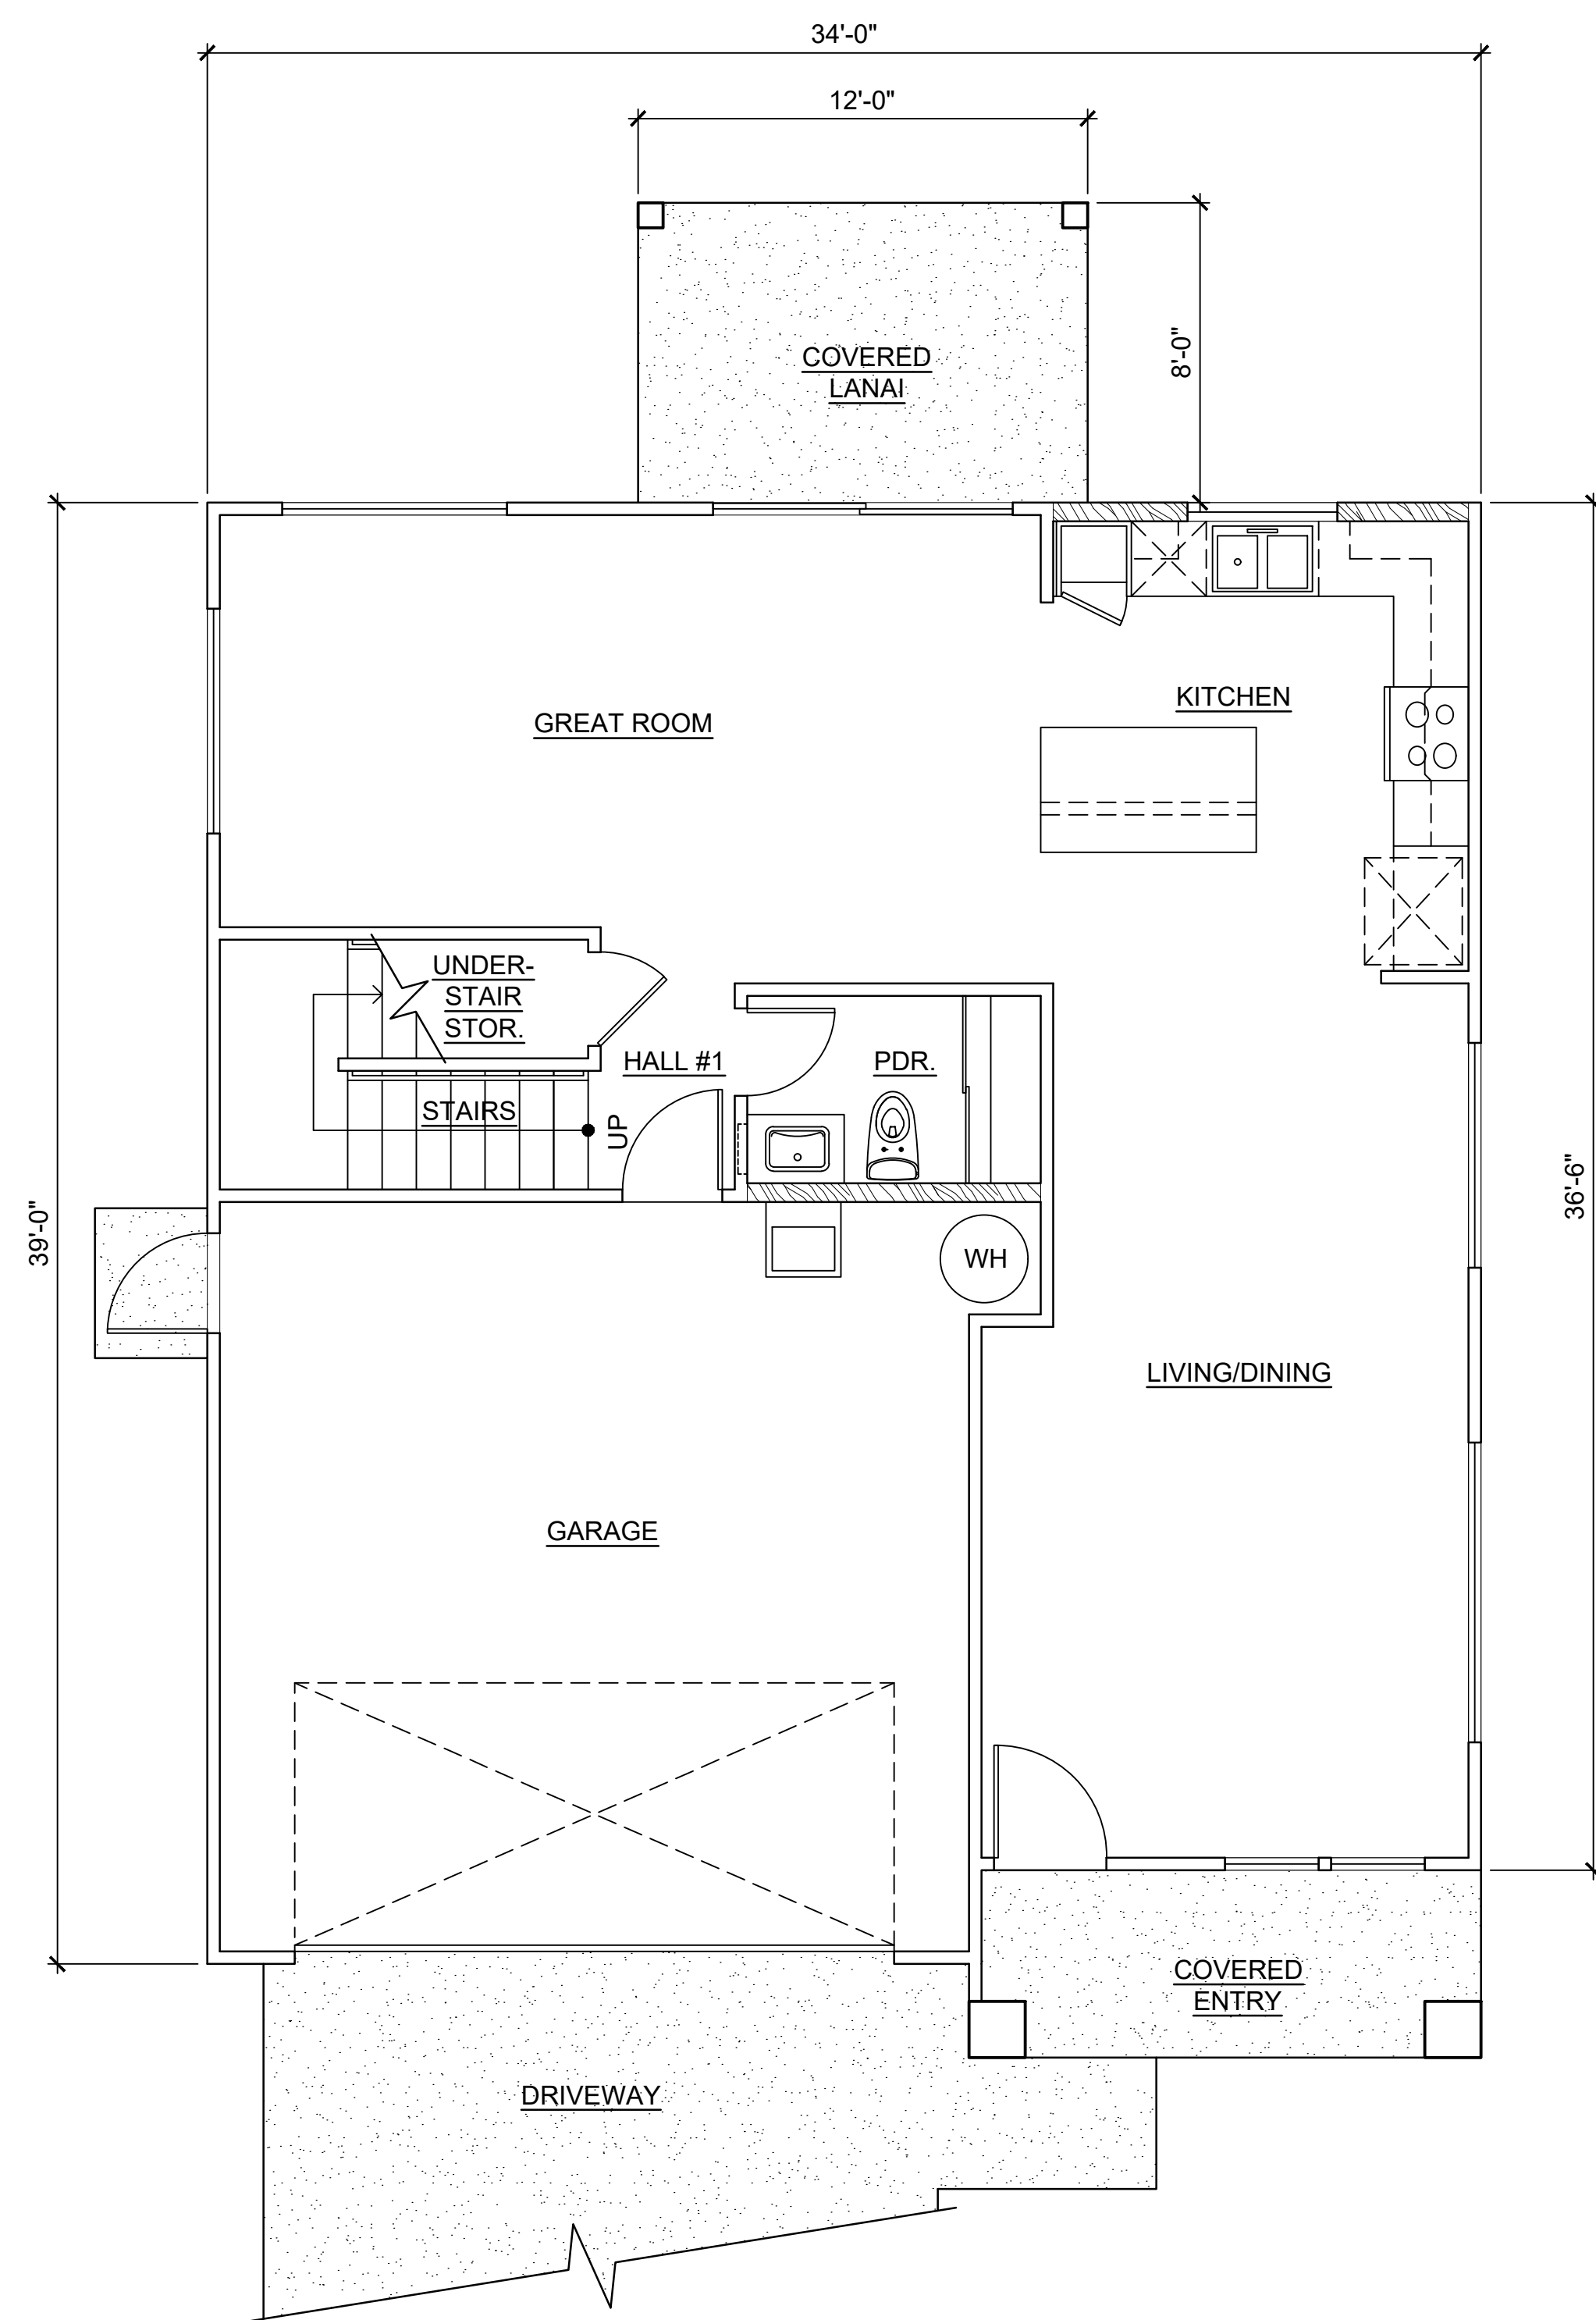 34'-0"
12'-0"
8'-0"
COVERED
LANAI
KITCHEN
GREAT ROOM
UNDER-
STAIR
STOR.
HALL #1
PDR.
STAIRS
UP
39'-0"
36'-6"
WH
LIVING/DINING
GARAGE
COVERED
ENTRY
DRIVEWAY